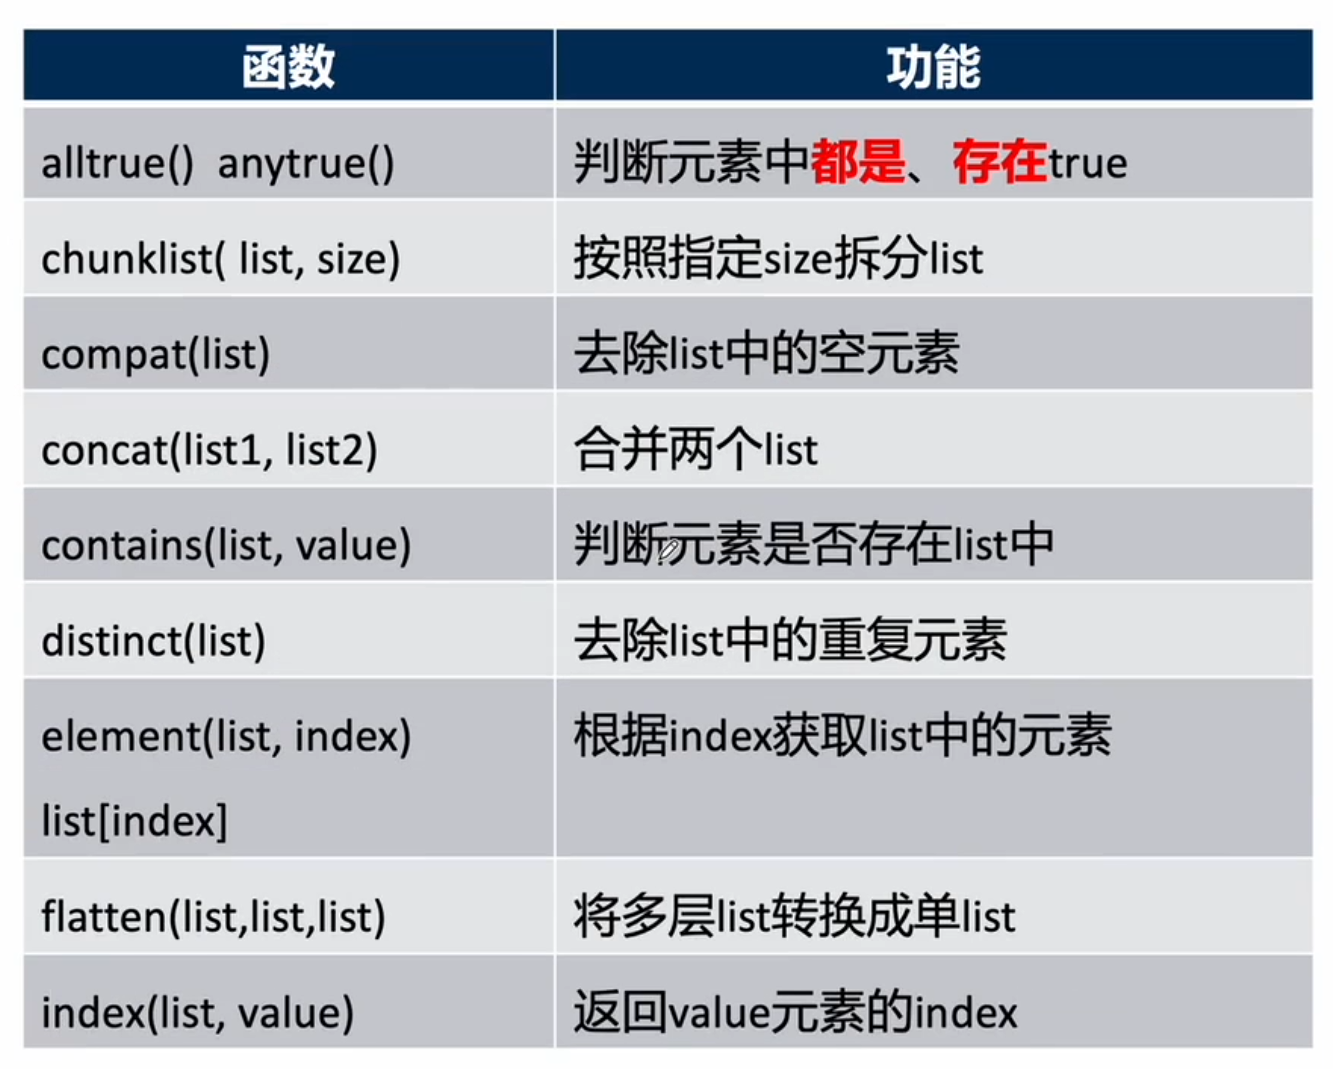 函数 功能
alltrue() anytrue() 判断元素中都是、存在true
chunklist( list, size) 按照指定size拆分list
compat(list) 去除list中的空元素
concat(list1, list2) 合并两个list
contains(list, value) 判断元素是否存在list中
distinct(list) 去除list中的重复元素
element(list, index) 根据index获取list中的元素
list[index]
flatten(list,list,list) 将多层list转换成单list
index(list, value) 返回value元素的index